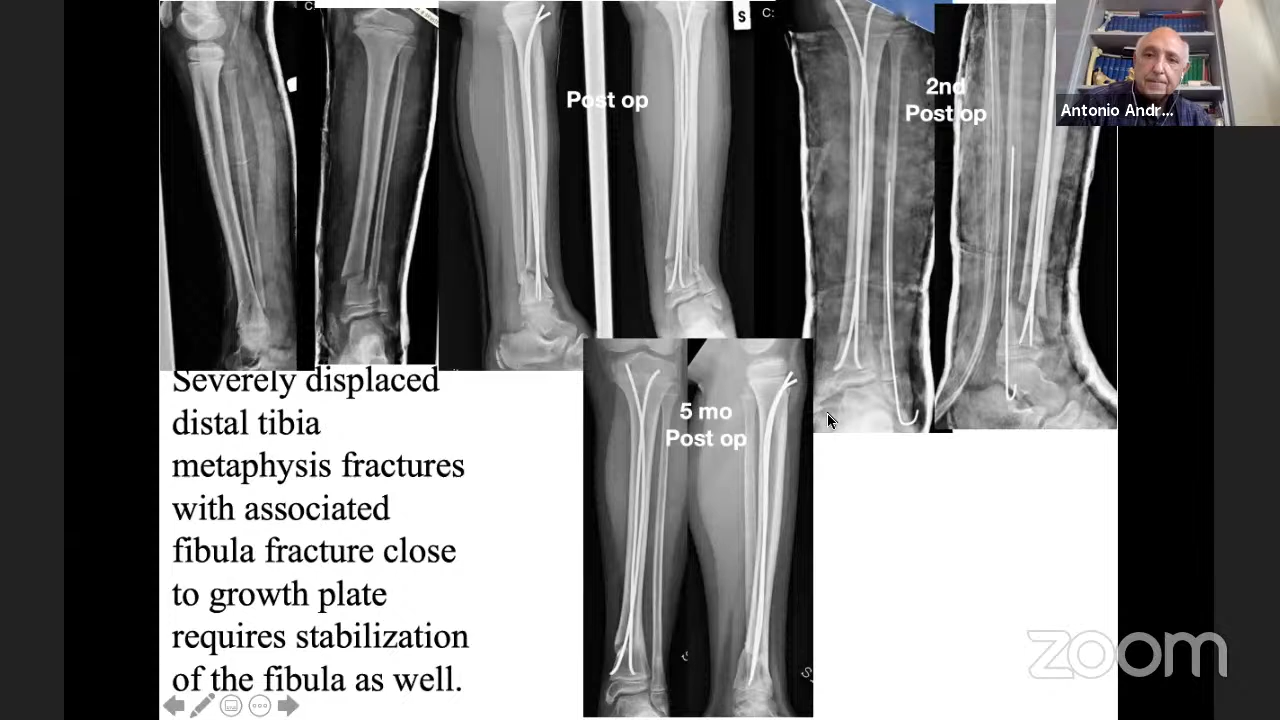 C:
S
C:
Post op
2nd
Post op
Antonio Andr...
5 mo
Post op
Severely displaced
distal tibia
metaphysis fractures
with associated
fibula fracture close
to growth plate
requires stabilization
of the fibula as well.
zoom